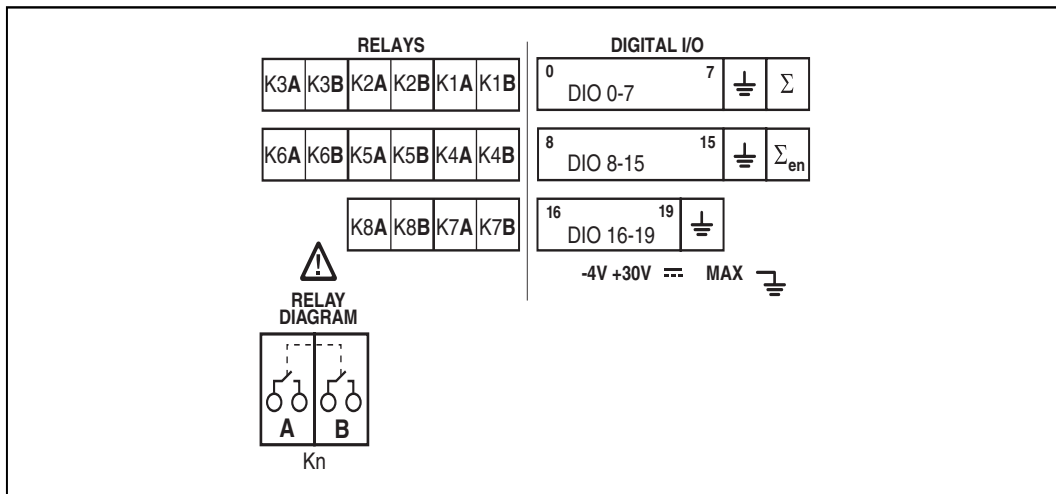 RELAYS
K3A K3B K2A K2B K1A K1B
K6A K6B K5A K5B K4A K4B
K8A K8B K7A K7B
RELAY
DIAGRAM
A B
Kn
DIGITAL I/O
0 7
DIO 0-7
Σ
8 15
DIO 8-15
Σen
16 19
DIO 16-19
-4V +30V MAX